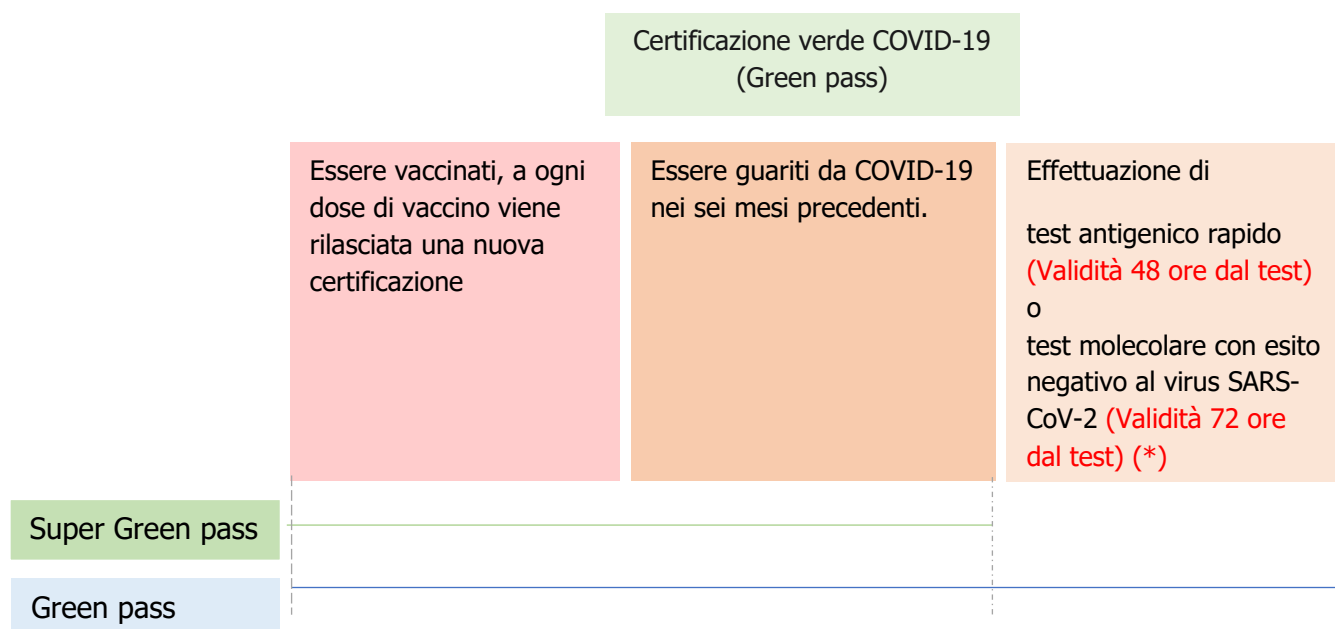 Certificazione verde COVID-19
(Green pass)
Essere vaccinati, a ogni
dose di vaccino viene
rilasciata una nuova
certificazione
Essere guariti da COVID-19
nei sei mesi precedenti.
Effettuazione di
test antigenico rapido
(Validità 48 ore dal test)
o
test molecolare con esito
negativo al virus SARS-
CoV-2 (Validità 72 ore
dal test) (*)
Super Green pass
Green pass